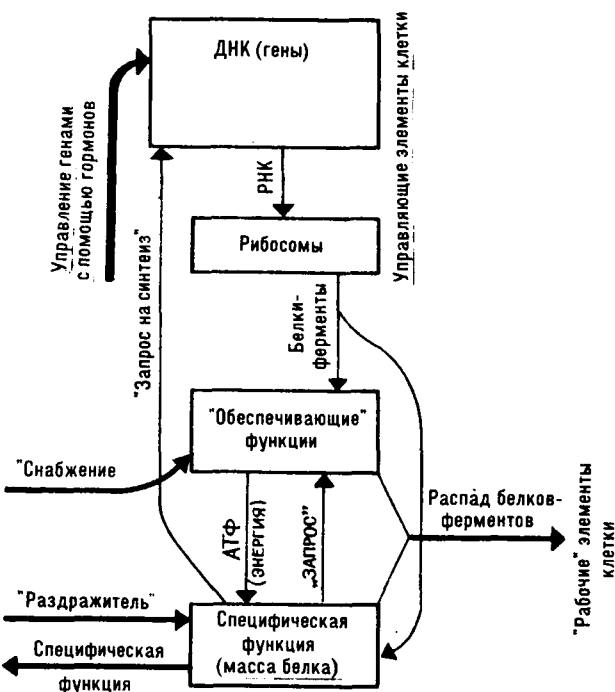 ДНК (гены)
Управление генами
с помощью гормонов
РНК
Управляющие элементы клетки
Рибосомы
"Запрос на синтеиз"
Белки-
ферменты
"Обеспечивающие"
функции
"Снабжение
АТФ
(ЭНЕРГИЯ)
„ЗАПРОС”
Распад белков-
ферментов
"Рабочие" элементы
клетки
"Раздражитель"
Специфическая
функция
(масса белка)
Специфическая
функция